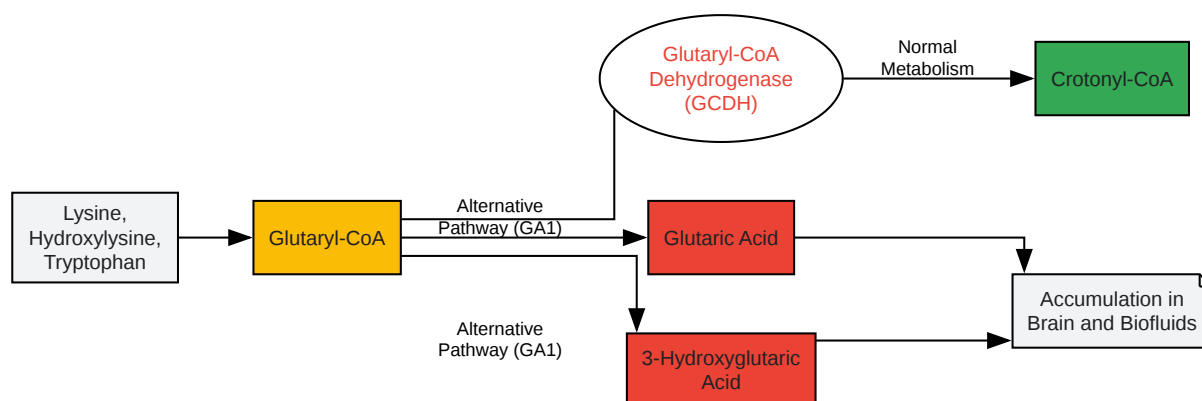 Glutaryl-CoA
Dehydrogenase
(GCDH)
Normal
Metabolism
Crotonyl-CoA
Lysine,
Hydroxylysine,
Tryptophan
Glutaryl-CoA
Alternative
Pathway (GA1)
Glutaric Acid
Accumulation in
Brain and Biofluids
Alternative
Pathway (GA1)
3-Hydroxyglutaric
Acid